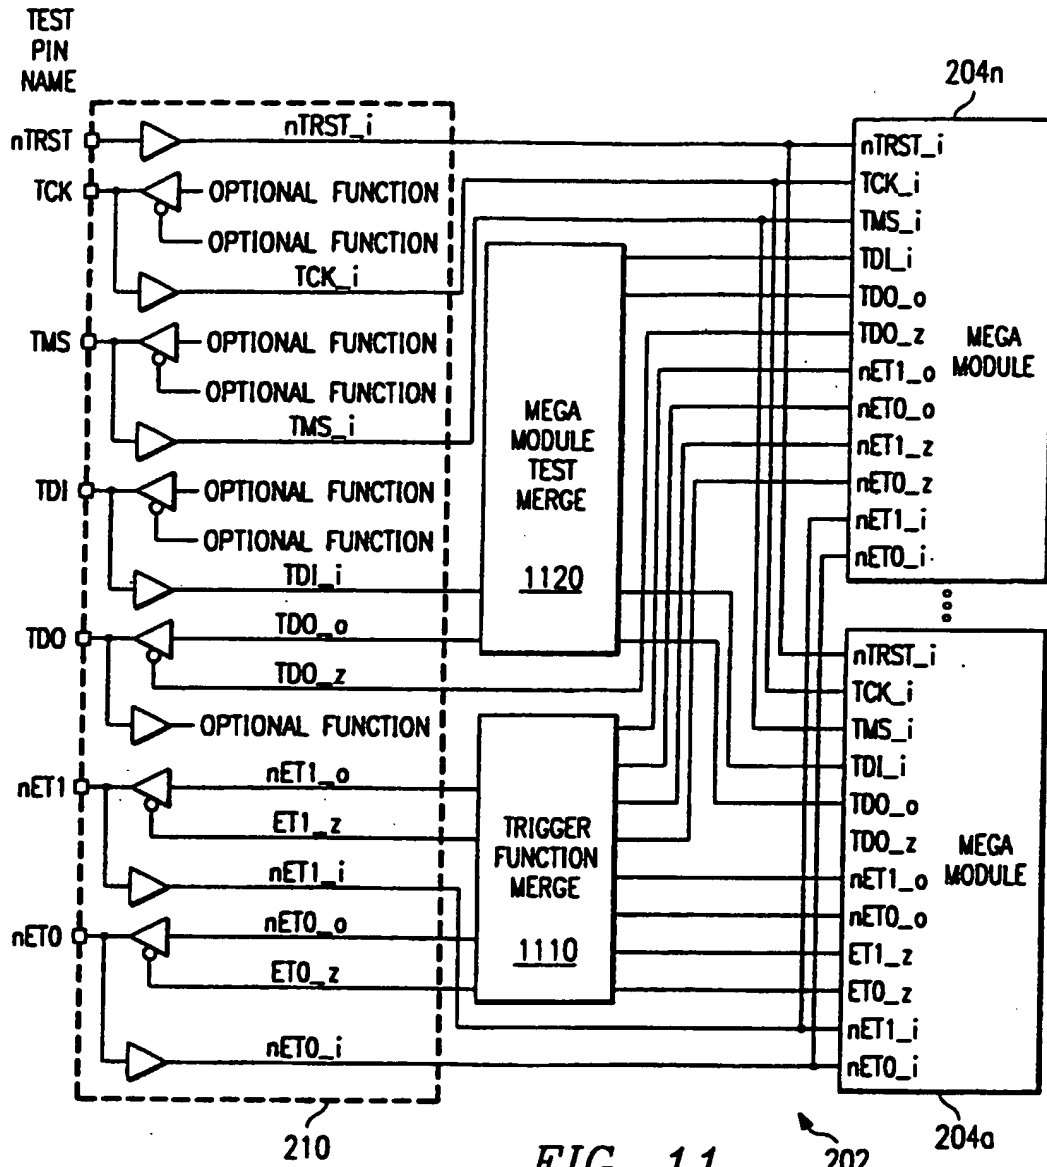 TEST
PIN
NAME
nTRST
nTRST_i
TCK
OPTIONAL FUNCTION
OPTIONAL FUNCTION
TCK_i
TMS
OPTIONAL FUNCTION
OPTIONAL FUNCTION
TMS_i
TDI
OPTIONAL FUNCTION
OPTIONAL FUNCTION
TDI_i
TDO
TDO_o
TDO_z
OPTIONAL FUNCTION
nET1
nET1_o
ET1_z
nET1_i
nET0
nET0_o
ET0_z
nET0_i
210
MEGA
MODULE
TEST
MERGE
1120
TRIGGER
FUNCTION
MERGE
1110
204n
nTRST_i
TCK_i
TMS_i
TDI_i
TDO_o
TDO_z
nET1_o
nET0_o
nET1_z
nET0_z
nET1_i
nET0_i
MEGA
MODULE
nTRST_i
TCK_i
TMS_i
TDI_i
TDO_o
TDO_z
nET1_o
nET0_o
ET1_z
ET0_z
nET1_i
nET0_i
MEGA
MODULE
204a
202
FIG. 11